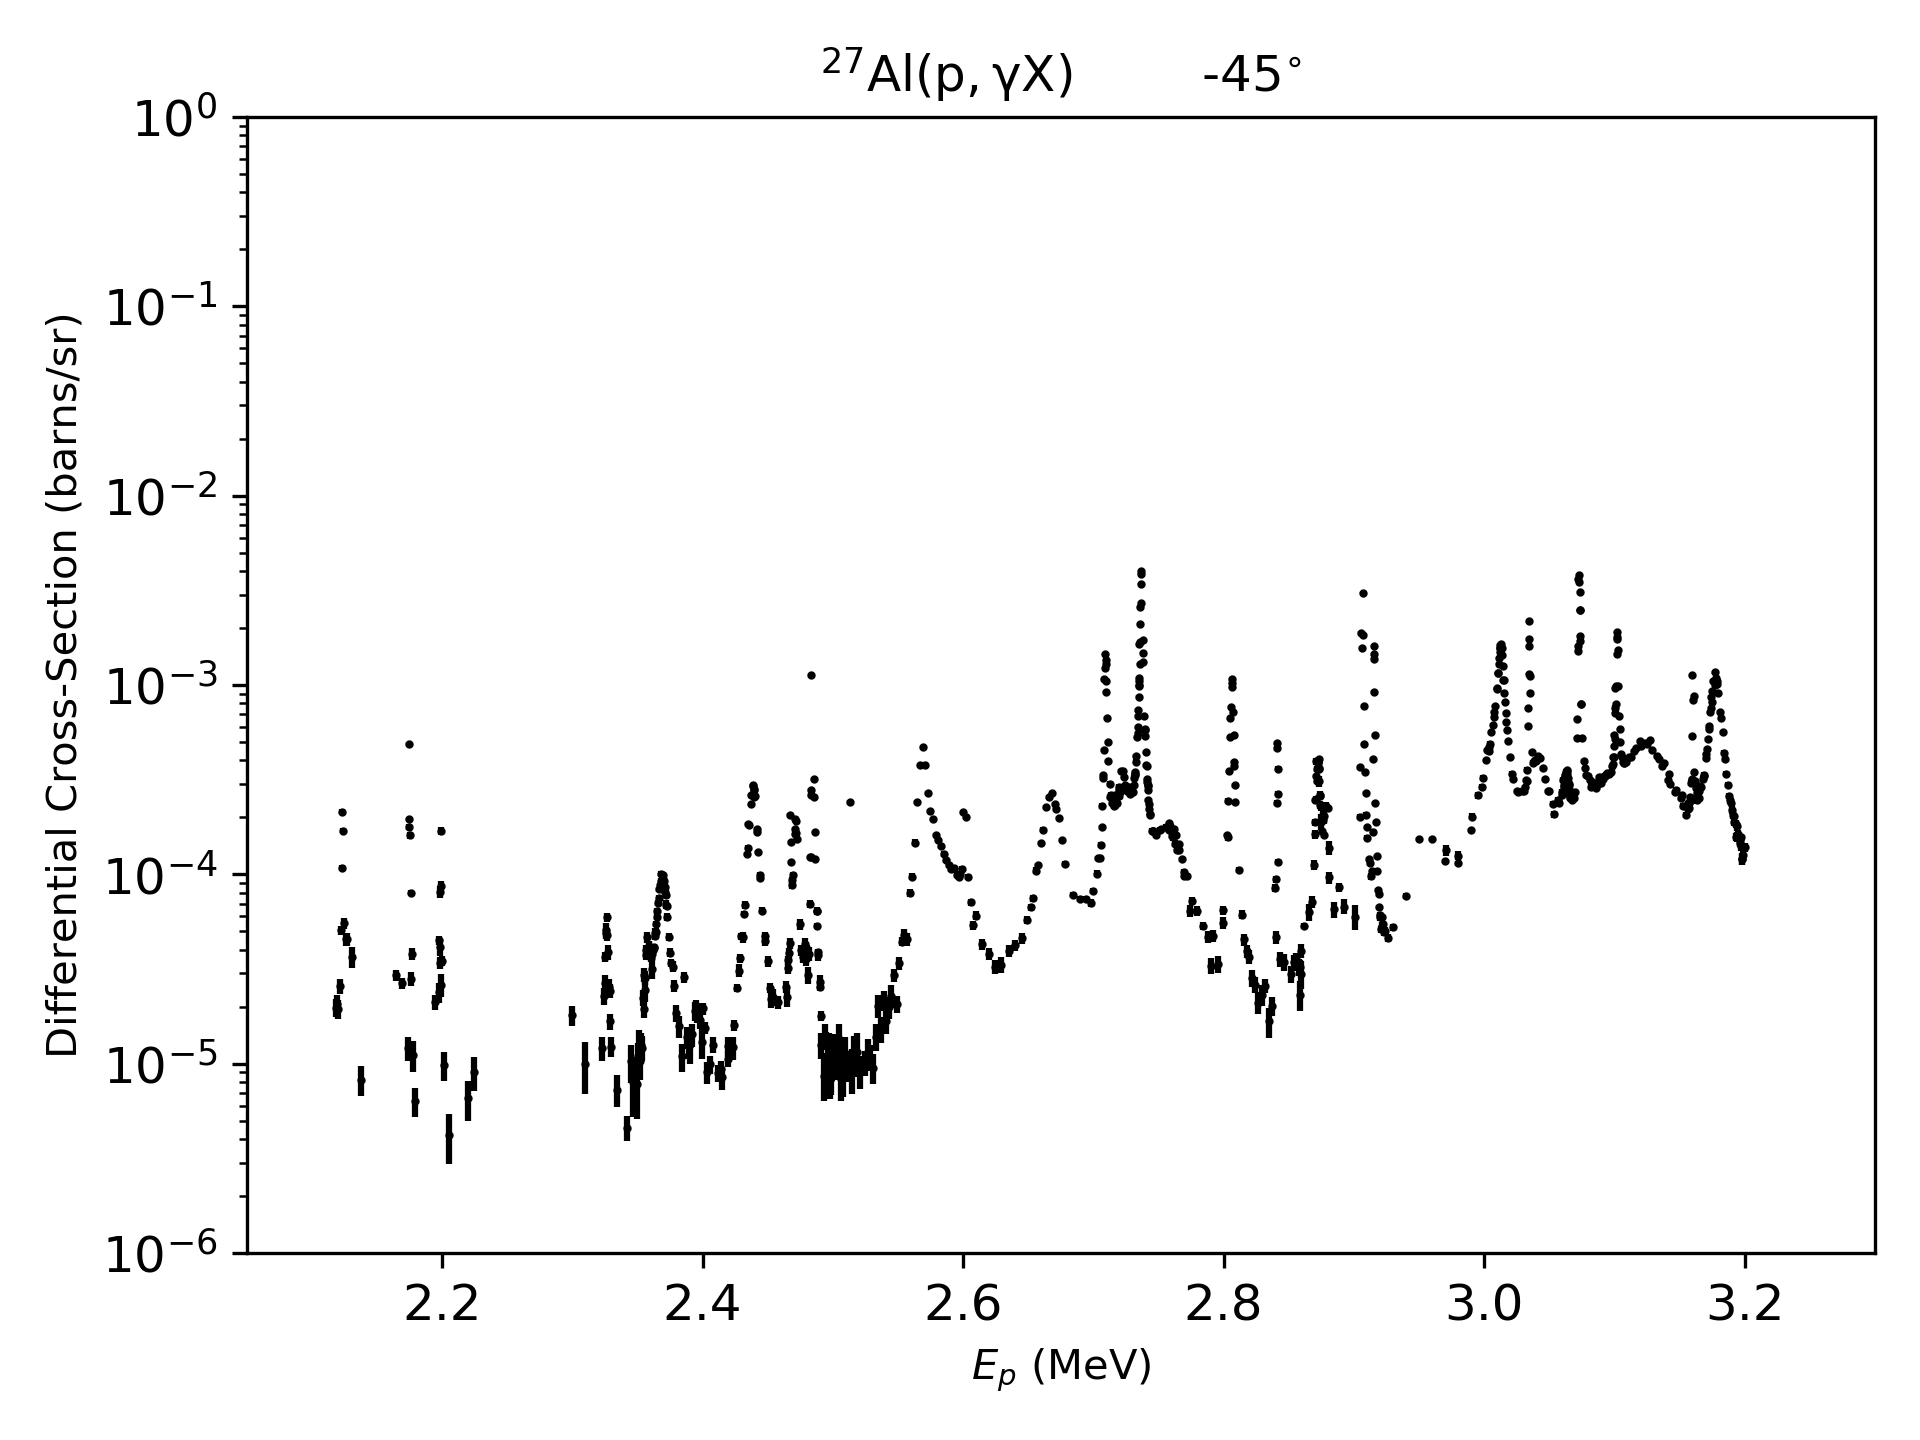 ²⁷Al(p, γX) -45°
10⁰
10⁻¹
10⁻²
10⁻³
10⁻⁴
10⁻⁵
10⁻⁶
Differential Cross-Section (barns/sr)
2.2 2.4 2.6 2.8 3.0 3.2
Eₚ (MeV)